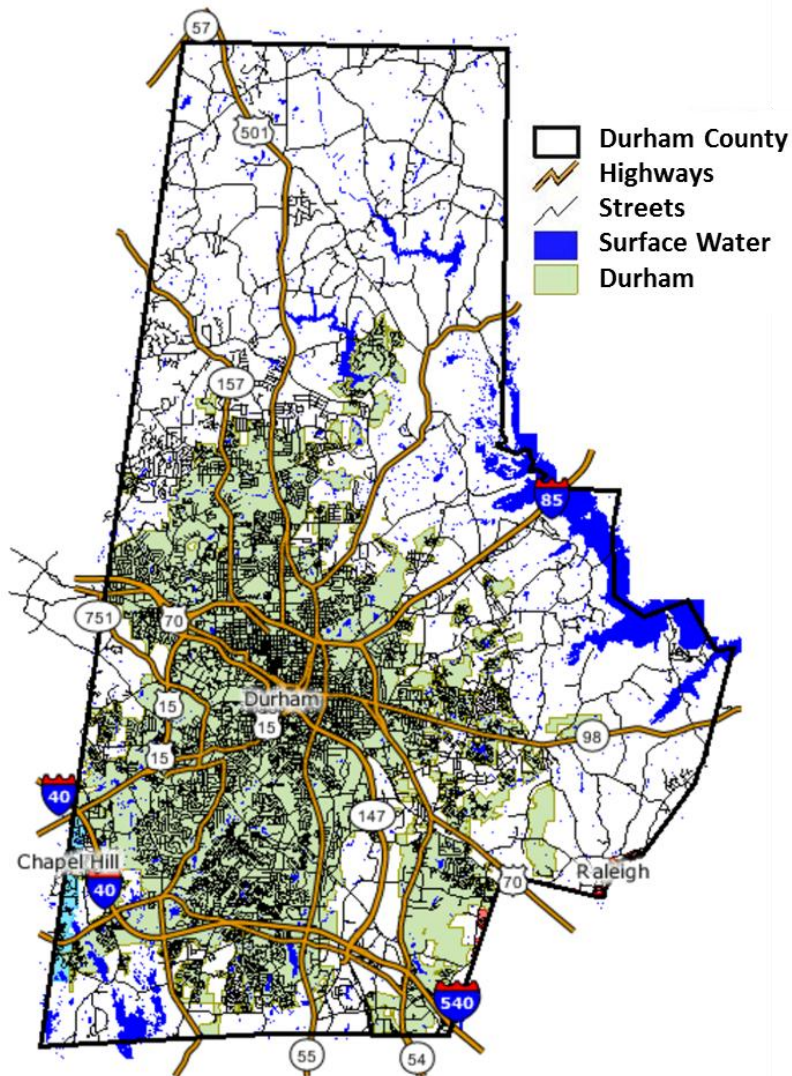 57
501
Durham County
Highways
Streets
Surface Water
Durham
157
85
751
70
15
Durham
15
15
98
40
147
Chapel Hill
40
70
Raleigh
540
55
54